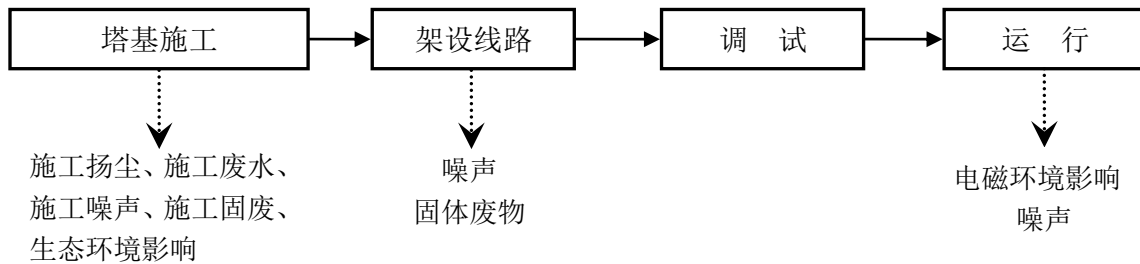 塔基施工
架设线路
调 试
运 行
施工扬尘、施工废水、
施工噪声、施工固废、
生态环境影响
噪声
固体废物
电磁环境影响
噪声